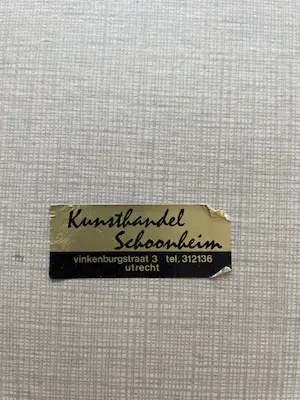 Kunsthandel
Schoonheim
vinkenburgstraat 3 tel. 312136
utrecht